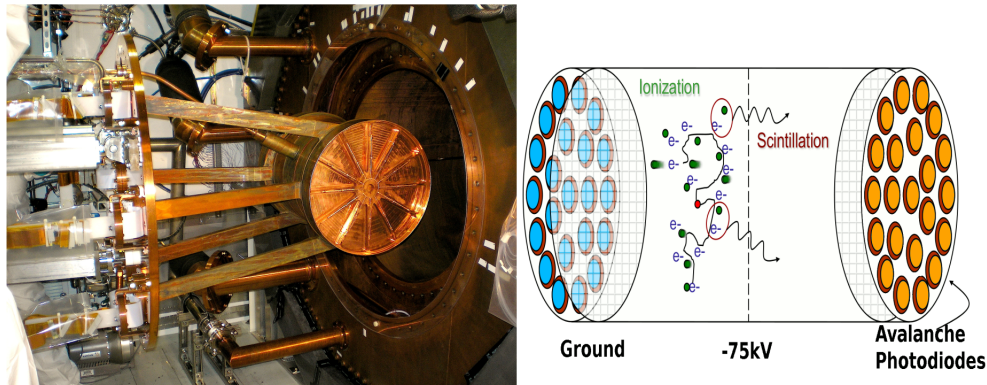 Ionization
e-
Scintillation
e-
e-
e-
e-
e-
e-
e-
e-
e-
Ground
-75kV
Avalanche
Photodiodes